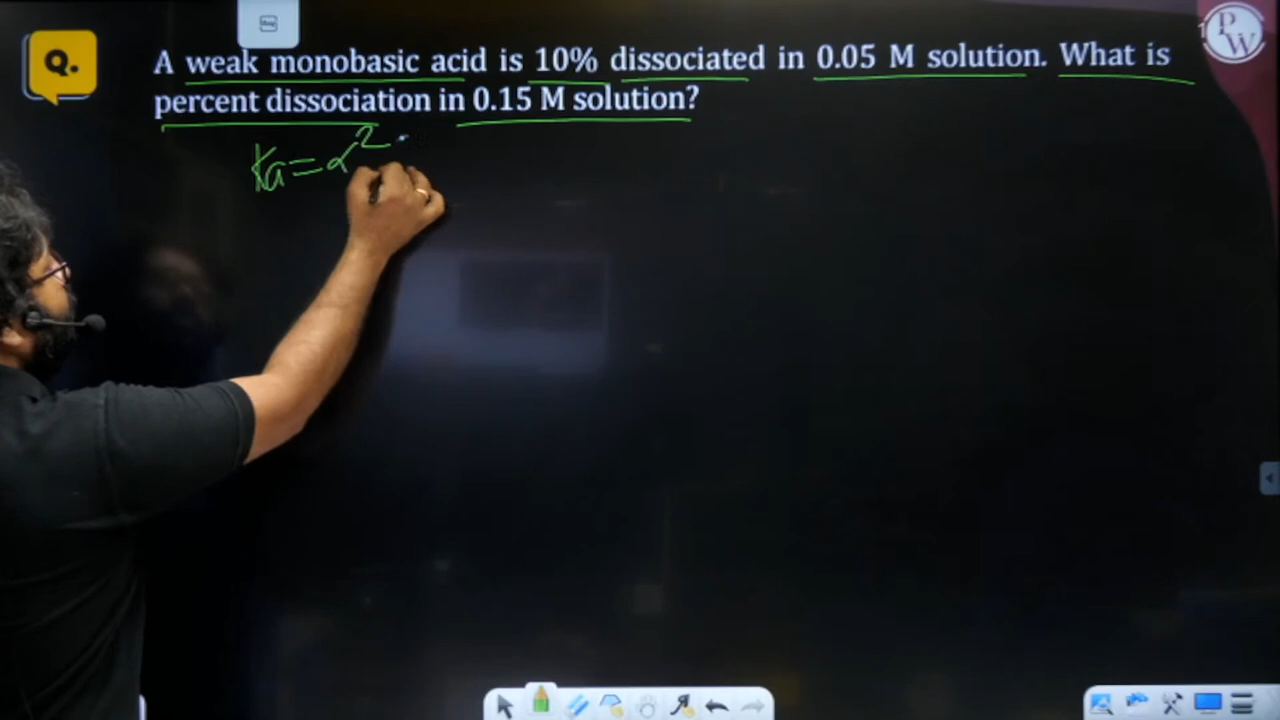 Q.
A weak monobasic acid is 10% dissociated in 0.05 M solution. What is
percent dissociation in 0.15 M solution?
Ka=α²
PW